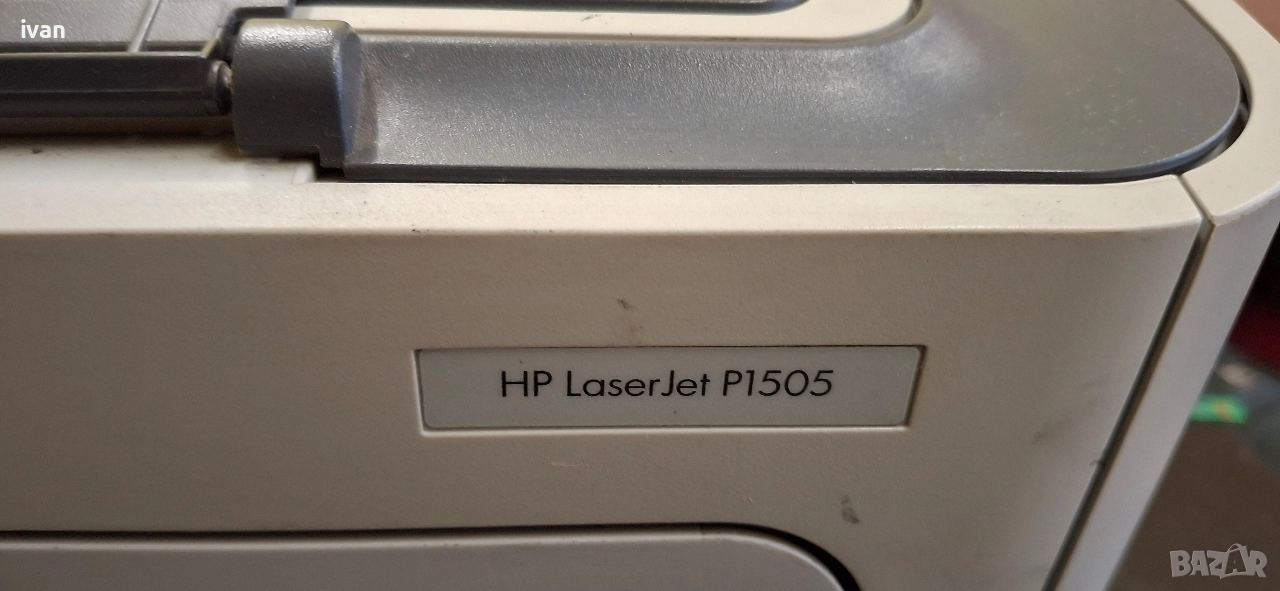 ivan
HP LaserJet P1505
BAZAR